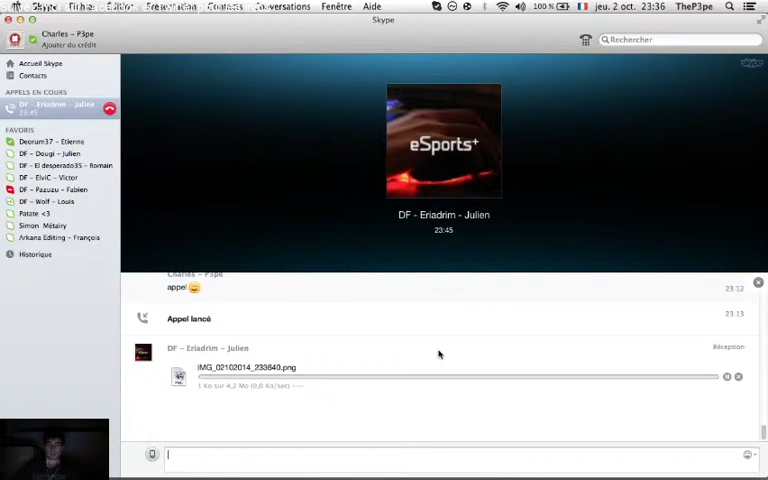 Skype Fichier Édition Présentation Contacts Conversations Fenêtre Aide 100 % jeu. 2 oct. 23:36 TheP3pe
Skype
Charles – P3pe
Ajouter du crédit
Rechercher
Accueil Skype
Contacts
APPELS EN COURS
DF – Eriadrim – Julien
23:45
FAVORIS
Deorum37 – Etienne
DF – Dougi – Julien
DF – El desperado35 – Romain
DF – ElviC – Victor
DF – Pazuzu – Fabien
DF – Wolf – Louis
Patate <3
Simon Métairy
Arkana Editing – François
Historique
eSports+
DF – Eriadrim – Julien
23:45
Charles – P3pe
appel 23:12
Appel lancé 23:13
DF – Eriadrim – Julien Réception
IMG_02102014_233640.png
1 Ko sur 4,2 Mo (0,0 Ko/sec)